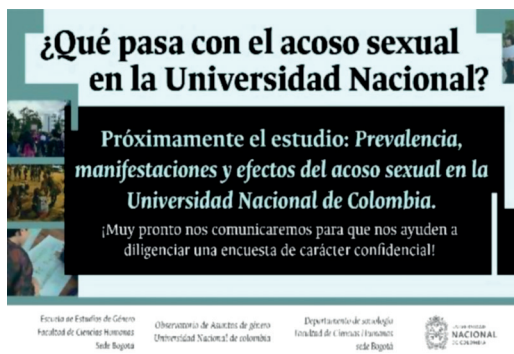 ¿Qué pasa con el acoso sexual
en la Universidad Nacional?
Próximamente el estudio: Prevalencia,
manifestaciones y efectos del acoso sexual en la
Universidad Nacional de Colombia.
¡Muy pronto nos comunicaremos para que nos ayuden a
diligenciar una encuesta de carácter confidencial!
Escuela de Estudios de Género
Facultad de Ciencias Humanas
Sede Bogotá
Observatorio de Asuntos de género
Universidad Nacional de colombia
Departamento de sociología
Facultad de Ciencias Humanas
sede Bogotá
UNIVERSIDAD
NACIONAL
DE COLOMBIA